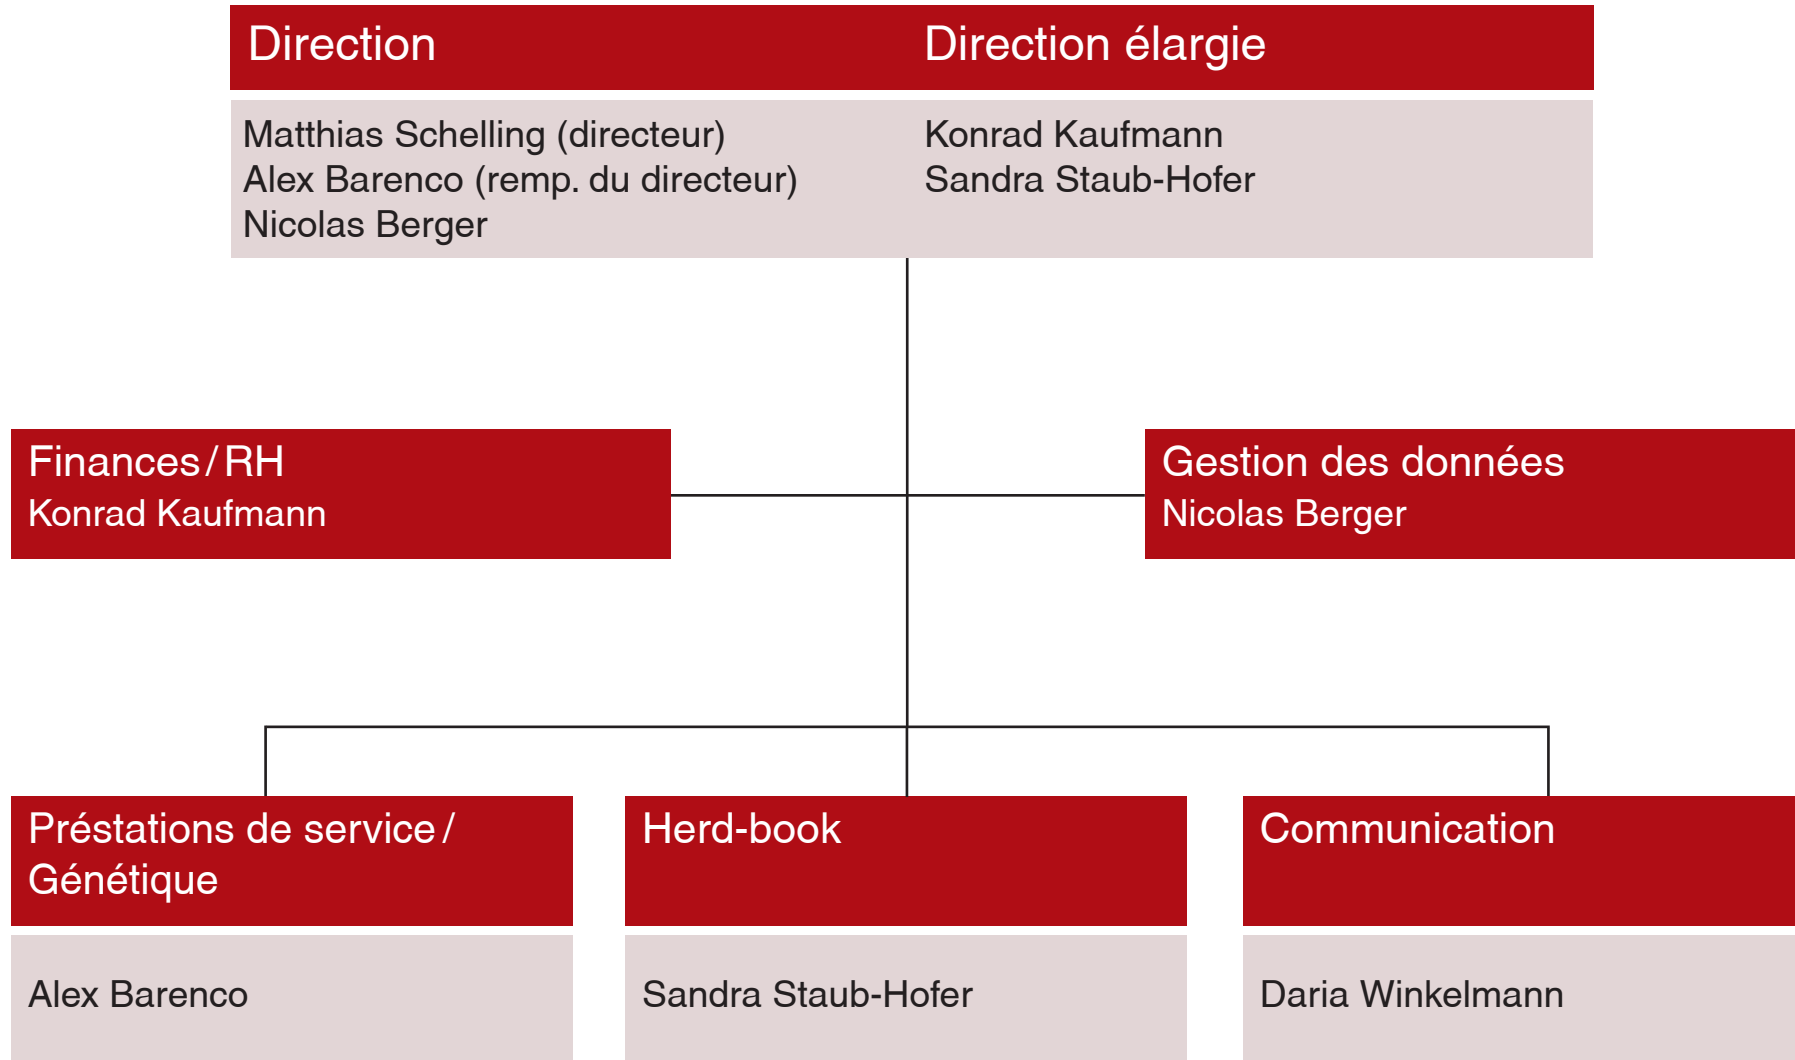 Direction
Direction élargie
Matthias Schelling (directeur)
Alex Barenco (remp. du directeur)
Nicolas Berger
Konrad Kaufmann
Sandra Staub-Hofer
Finances / RH
Konrad Kaufmann
Gestion des données
Nicolas Berger
Préstations de service /
Génétique
Alex Barenco
Herd-book
Sandra Staub-Hofer
Communication
Daria Winkelmann